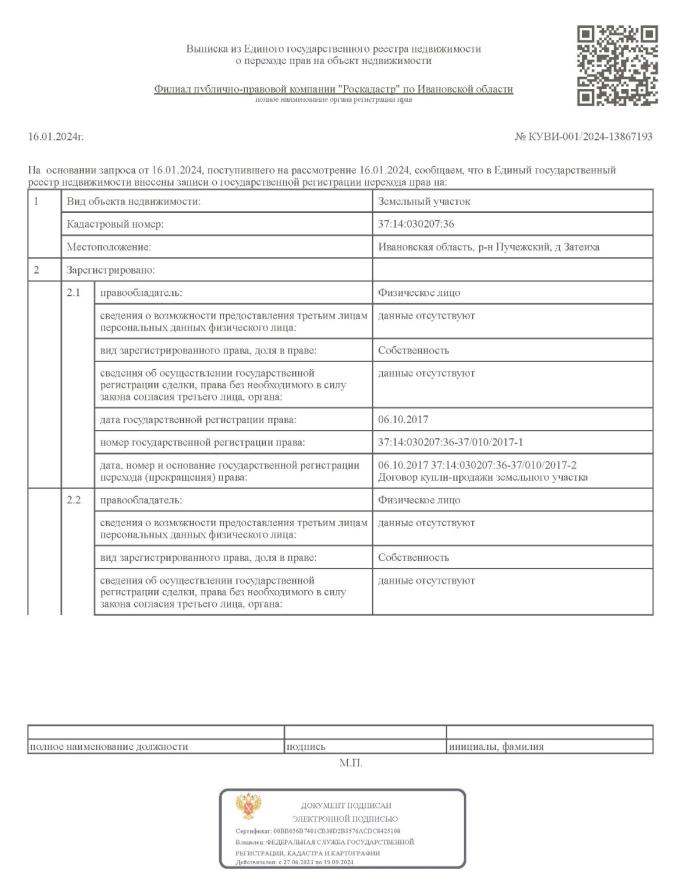 Выписка из Единого государственного реестра недвижимости
о переходе прав на объект недвижимости
Филиал публично-правовой компании "Роскадастр" по Ивановской области
полное наименование органа регистрации прав
16.01.2024г.
№ КУВИ-001/2024-13867193
На основании запроса от 16.01.2024, поступившего на рассмотрение 16.01.2024, сообщаем, что в Единый государственный
реестр недвижимости внесены записи о государственной регистрации перехода прав на:
1 Вид объекта недвижимости: Земельный участок
Кадастровый номер: 37:14:030207:36
Местоположение: Ивановская область, р-н Пучежский, д Затеиха
2 Зарегистрировано:
2.1 правообладатель: Физическое лицо
сведения о возможности предоставления третьим лицам данные отсутствуют
персональных данных физического лица:
вид зарегистрированного права, доля в праве: Собственность
сведения об осуществлении государственной данные отсутствуют
регистрации сделки, права без необходимого в силу
закона согласия третьего лица, органа:
дата государственной регистрации права: 06.10.2017
номер государственной регистрации права: 37:14:030207:36-37/010/2017-1
дата, номер и основание государственной регистрации 06.10.2017 37:14:030207:36-37/010/2017-2
перехода (прекращения) права: Договор купли-продажи земельного участка
2.2 правообладатель: Физическое лицо
сведения о возможности предоставления третьим лицам данные отсутствуют
персональных данных физического лица:
вид зарегистрированного права, доля в праве: Собственность
сведения об осуществлении государственной данные отсутствуют
регистрации сделки, права без необходимого в силу
закона согласия третьего лица, органа:
полное наименование должности подпись инициалы, фамилия
М.П.
ДОКУМЕНТ ПОДПИСАН
ЭЛЕКТРОННОЙ ПОДПИСЬЮ
Сертификат:
Владелец: ФЕДЕРАЛЬНАЯ СЛУЖБА ГОСУДАРСТВЕННОЙ
РЕГИСТРАЦИИ, КАДАСТРА И КАРТОГРАФИИ
Действителен: с 27.06.2023 по 19.09.2024